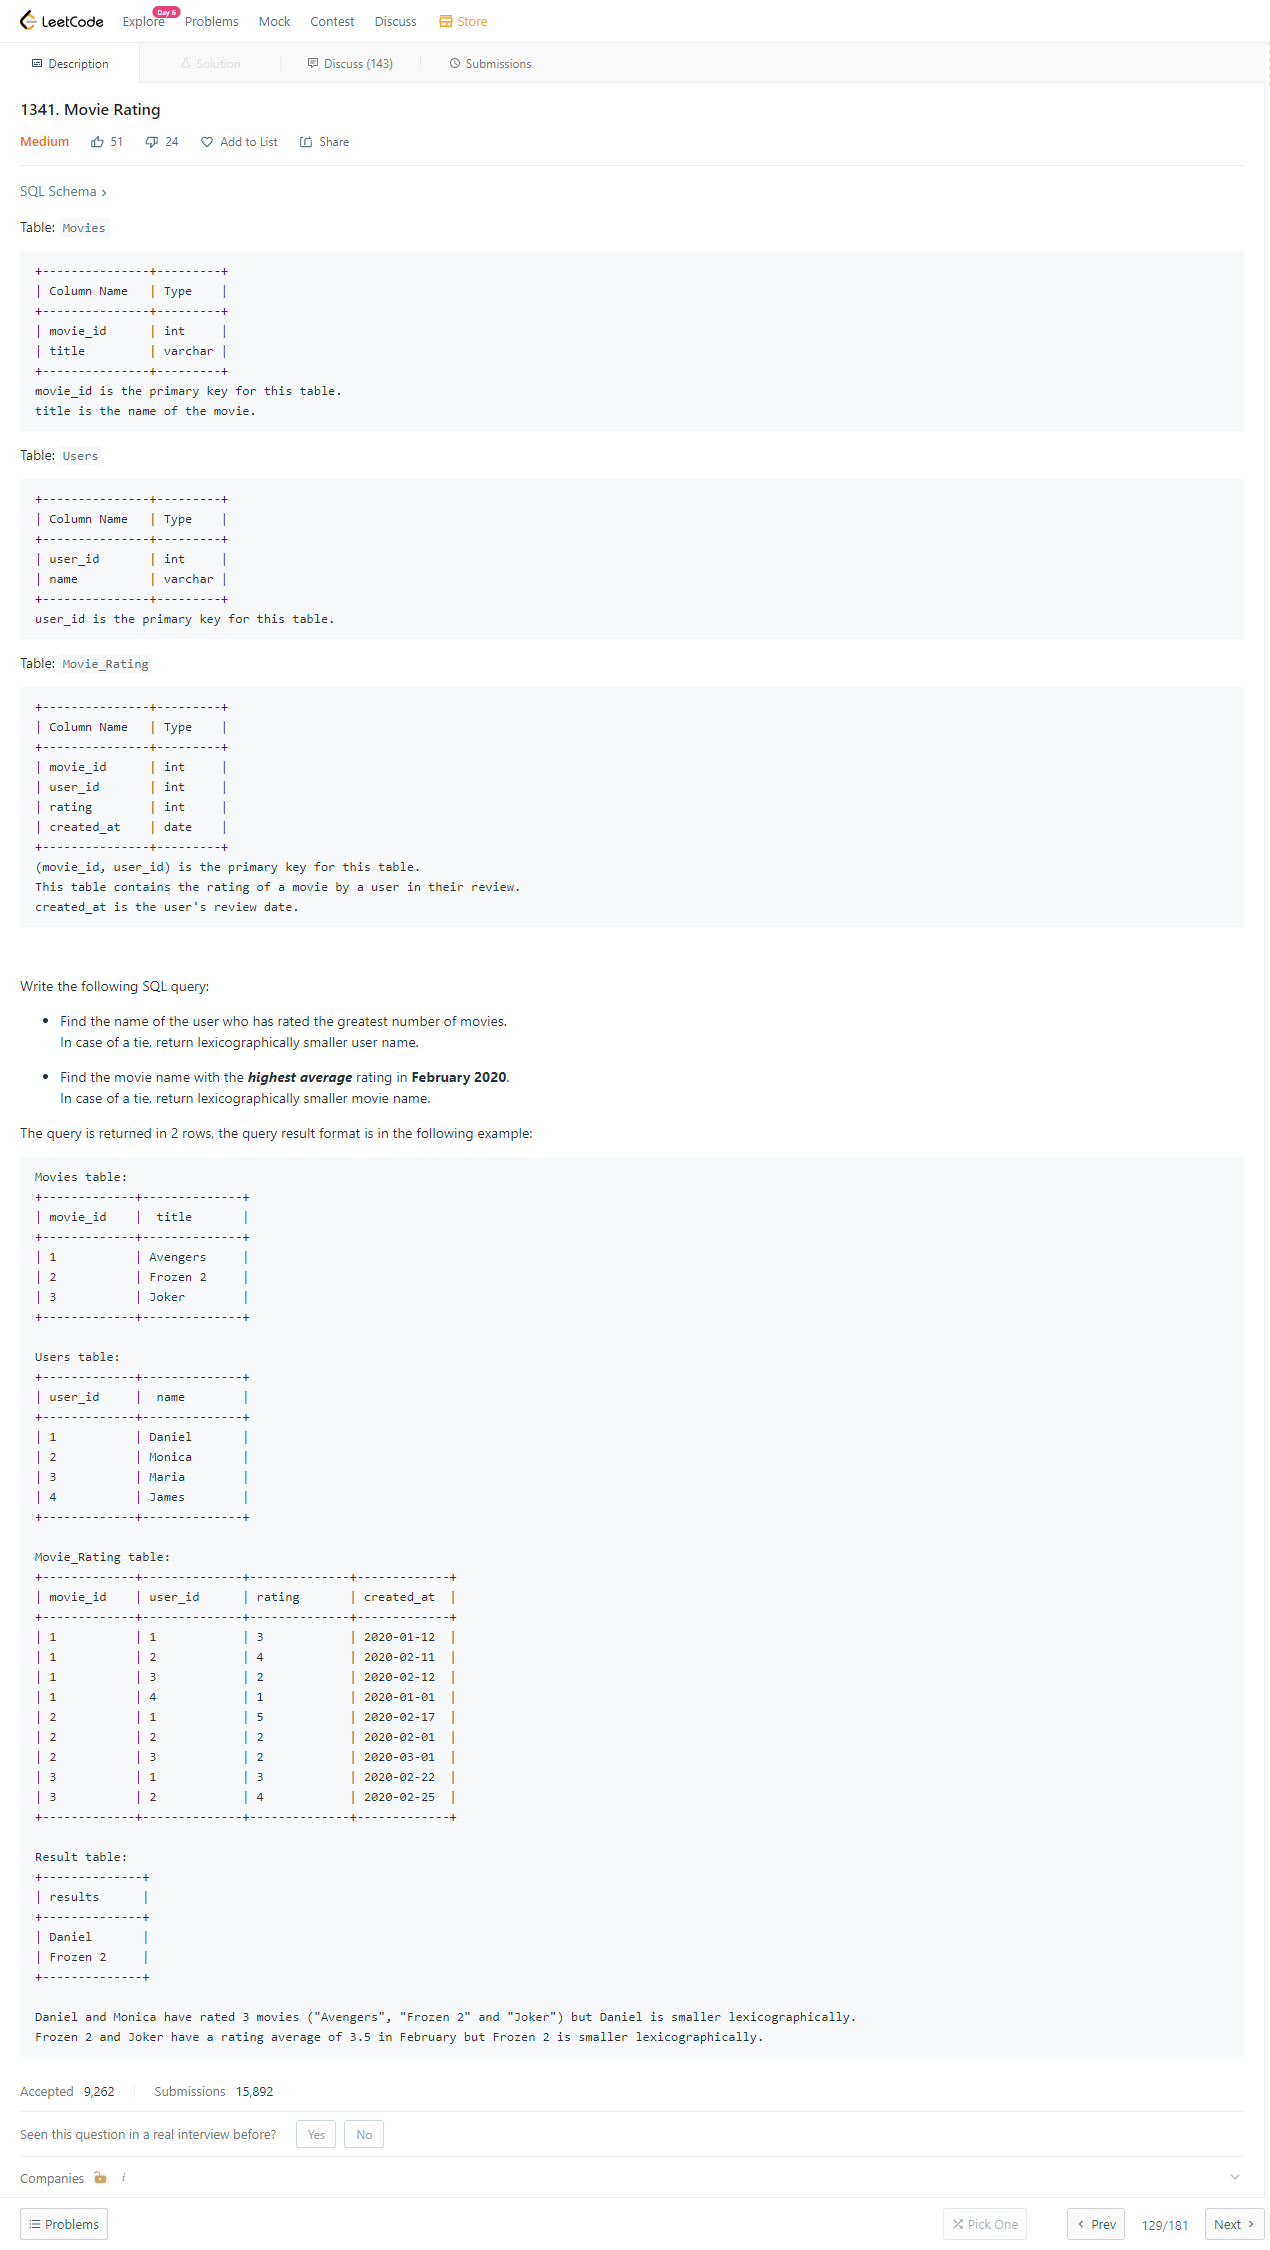 LeetCode Explore Day 6 Problems Mock Contest Discuss Store
Description Solution Discuss (143) Submissions
1341. Movie Rating
Medium 51 24 Add to List Share
SQL Schema ›
Table: Movies
+---------------+---------+
| Column Name   | Type    |
+---------------+---------+
| movie_id      | int     |
| title         | varchar |
+---------------+---------+
movie_id is the primary key for this table.
title is the name of the movie.
Table: Users
+---------------+---------+
| Column Name   | Type    |
+---------------+---------+
| user_id       | int     |
| name          | varchar |
+---------------+---------+
user_id is the primary key for this table.
Table: Movie_Rating
+---------------+---------+
| Column Name   | Type    |
+---------------+---------+
| movie_id      | int     |
| user_id       | int     |
| rating        | int     |
| created_at    | date    |
+---------------+---------+
(movie_id, user_id) is the primary key for this table.
This table contains the rating of a movie by a user in their review.
created_at is the user's review date.
Write the following SQL query:
• Find the name of the user who has rated the greatest number of movies.
In case of a tie, return lexicographically smaller user name.
• Find the movie name with the highest average rating in February 2020.
In case of a tie, return lexicographically smaller movie name.
The query is returned in 2 rows, the query result format is in the following example:
Movies table:
+-------------+--------------+
| movie_id    |  title       |
+-------------+--------------+
| 1           | Avengers     |
| 2           | Frozen 2     |
| 3           | Joker        |
+-------------+--------------+
Users table:
+-------------+--------------+
| user_id     |  name        |
+-------------+--------------+
| 1           | Daniel       |
| 2           | Monica       |
| 3           | Maria        |
| 4           | James        |
+-------------+--------------+
Movie_Rating table:
+-------------+--------------+--------------+-------------+
| movie_id    | user_id      | rating       | created_at  |
+-------------+--------------+--------------+-------------+
| 1           | 1            | 3            | 2020-01-12  |
| 1           | 2            | 4            | 2020-02-11  |
| 1           | 3            | 2            | 2020-02-12  |
| 1           | 4            | 1            | 2020-01-01  |
| 2           | 1            | 5            | 2020-02-17  |
| 2           | 2            | 2            | 2020-02-01  |
| 2           | 3            | 2            | 2020-03-01  |
| 3           | 1            | 3            | 2020-02-22  |
| 3           | 2            | 4            | 2020-02-25  |
+-------------+--------------+--------------+-------------+
Result table:
+--------------+
| results      |
+--------------+
| Daniel       |
| Frozen 2     |
+--------------+
Daniel and Monica have rated 3 movies ("Avengers", "Frozen 2" and "Joker") but Daniel is smaller lexicographically.
Frozen 2 and Joker have a rating average of 3.5 in February but Frozen 2 is smaller lexicographically.
Accepted 9,262 Submissions 15,892
Seen this question in a real interview before? Yes No
Companies i
Problems Pick One ‹ Prev 129/181 Next ›